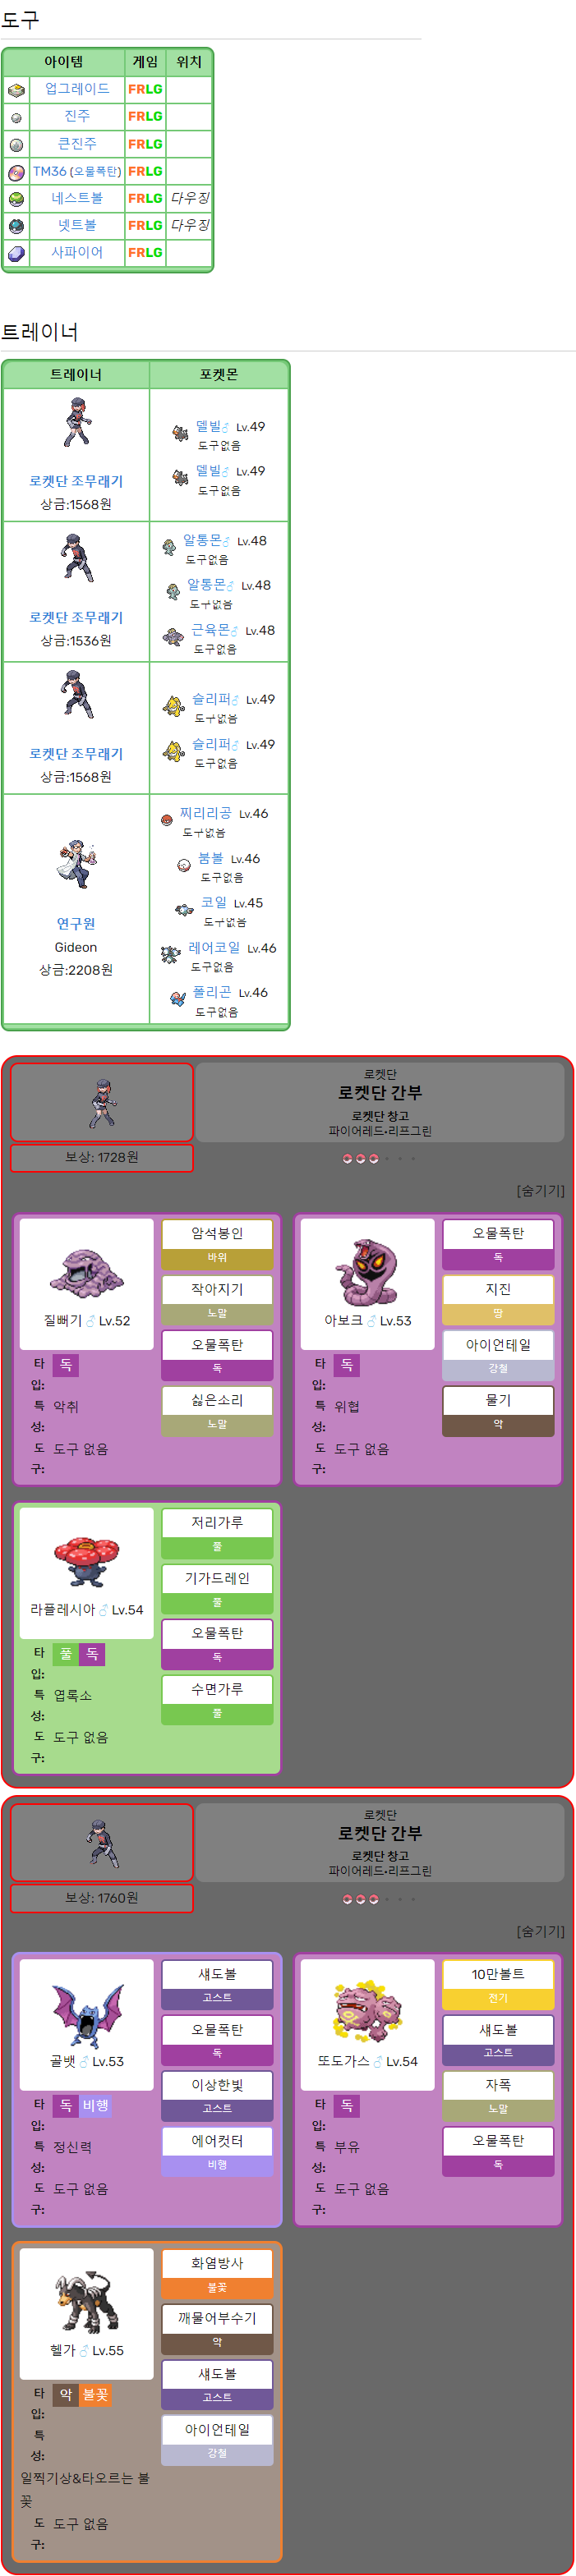 도구
아이템 게임 위치
업그레이드 FRLG
진주 FRLG
큰진주 FRLG
TM36 (오물폭탄) FRLG
네스트볼 FRLG 다우징
넷트볼 FRLG 다우징
사파이어 FRLG
트레이너
트레이너 포켓몬
로켓단 조무래기
상금:1568원
델빌♂ Lv.49
도구없음
델빌♂ Lv.49
도구없음
로켓단 조무래기
상금:1536원
알통몬♂ Lv.48
도구없음
알통몬♂ Lv.48
도구없음
근육몬♂ Lv.48
도구없음
로켓단 조무래기
상금:1568원
슬리퍼♂ Lv.49
도구없음
슬리퍼♂ Lv.49
도구없음
연구원
Gideon
상금:2208원
찌리리공 Lv.46
도구없음
붐볼 Lv.46
도구없음
코일 Lv.45
도구없음
레어코일 Lv.46
도구없음
폴리곤 Lv.46
도구없음
로켓단
로켓단 간부
로켓단 창고
파이어레드•리프그린
보상: 1728원
[숨기기]
질뻐기♂Lv.52
타입: 독
특성: 악취
도구: 도구 없음
암석봉인
바위
작아지기
노말
오물폭탄
독
싫은소리
노말
아보크♂Lv.53
타입: 독
특성: 위협
도구: 도구 없음
오물폭탄
독
지진
땅
아이언테일
강철
물기
악
라플레시아♂Lv.54
타입: 풀 독
특성: 엽록소
도구: 도구 없음
저리가루
풀
기가드레인
풀
오물폭탄
독
수면가루
풀
로켓단
로켓단 간부
로켓단 창고
파이어레드•리프그린
보상: 1760원
[숨기기]
골뱃♂Lv.53
타입: 독 비행
특성: 정신력
도구: 도구 없음
섀도볼
고스트
오물폭탄
독
이상한빛
고스트
에어컷터
비행
또도가스♂Lv.54
타입: 독
특성: 부유
도구: 도구 없음
10만볼트
전기
섀도볼
고스트
자폭
노말
오물폭탄
독
헬가♂Lv.55
타입: 악 불꽃
특성:
일찍기상&타오르는 불
꽃
도구: 도구 없음
화염방사
불꽃
깨물어부수기
악
섀도볼
고스트
아이언테일
강철